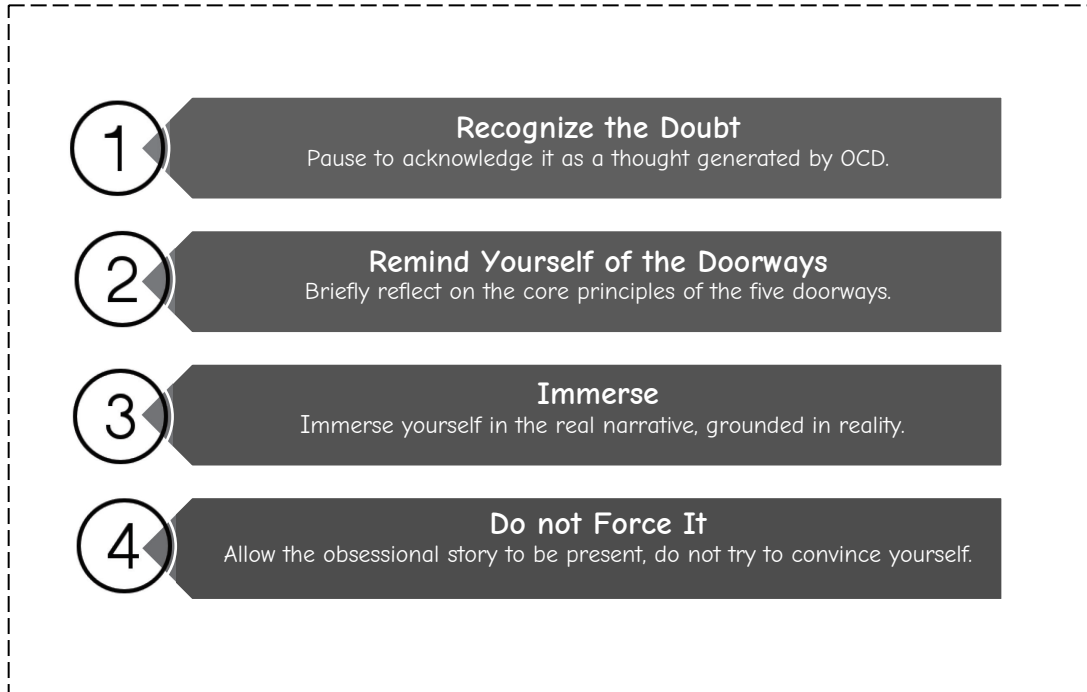 1
Recognize the Doubt
Pause to acknowledge it as a thought generated by OCD.
2
Remind Yourself of the Doorways
Briefly reflect on the core principles of the five doorways.
3
Immerse
Immerse yourself in the real narrative, grounded in reality.
4
Do not Force It
Allow the obsessional story to be present, do not try to convince yourself.